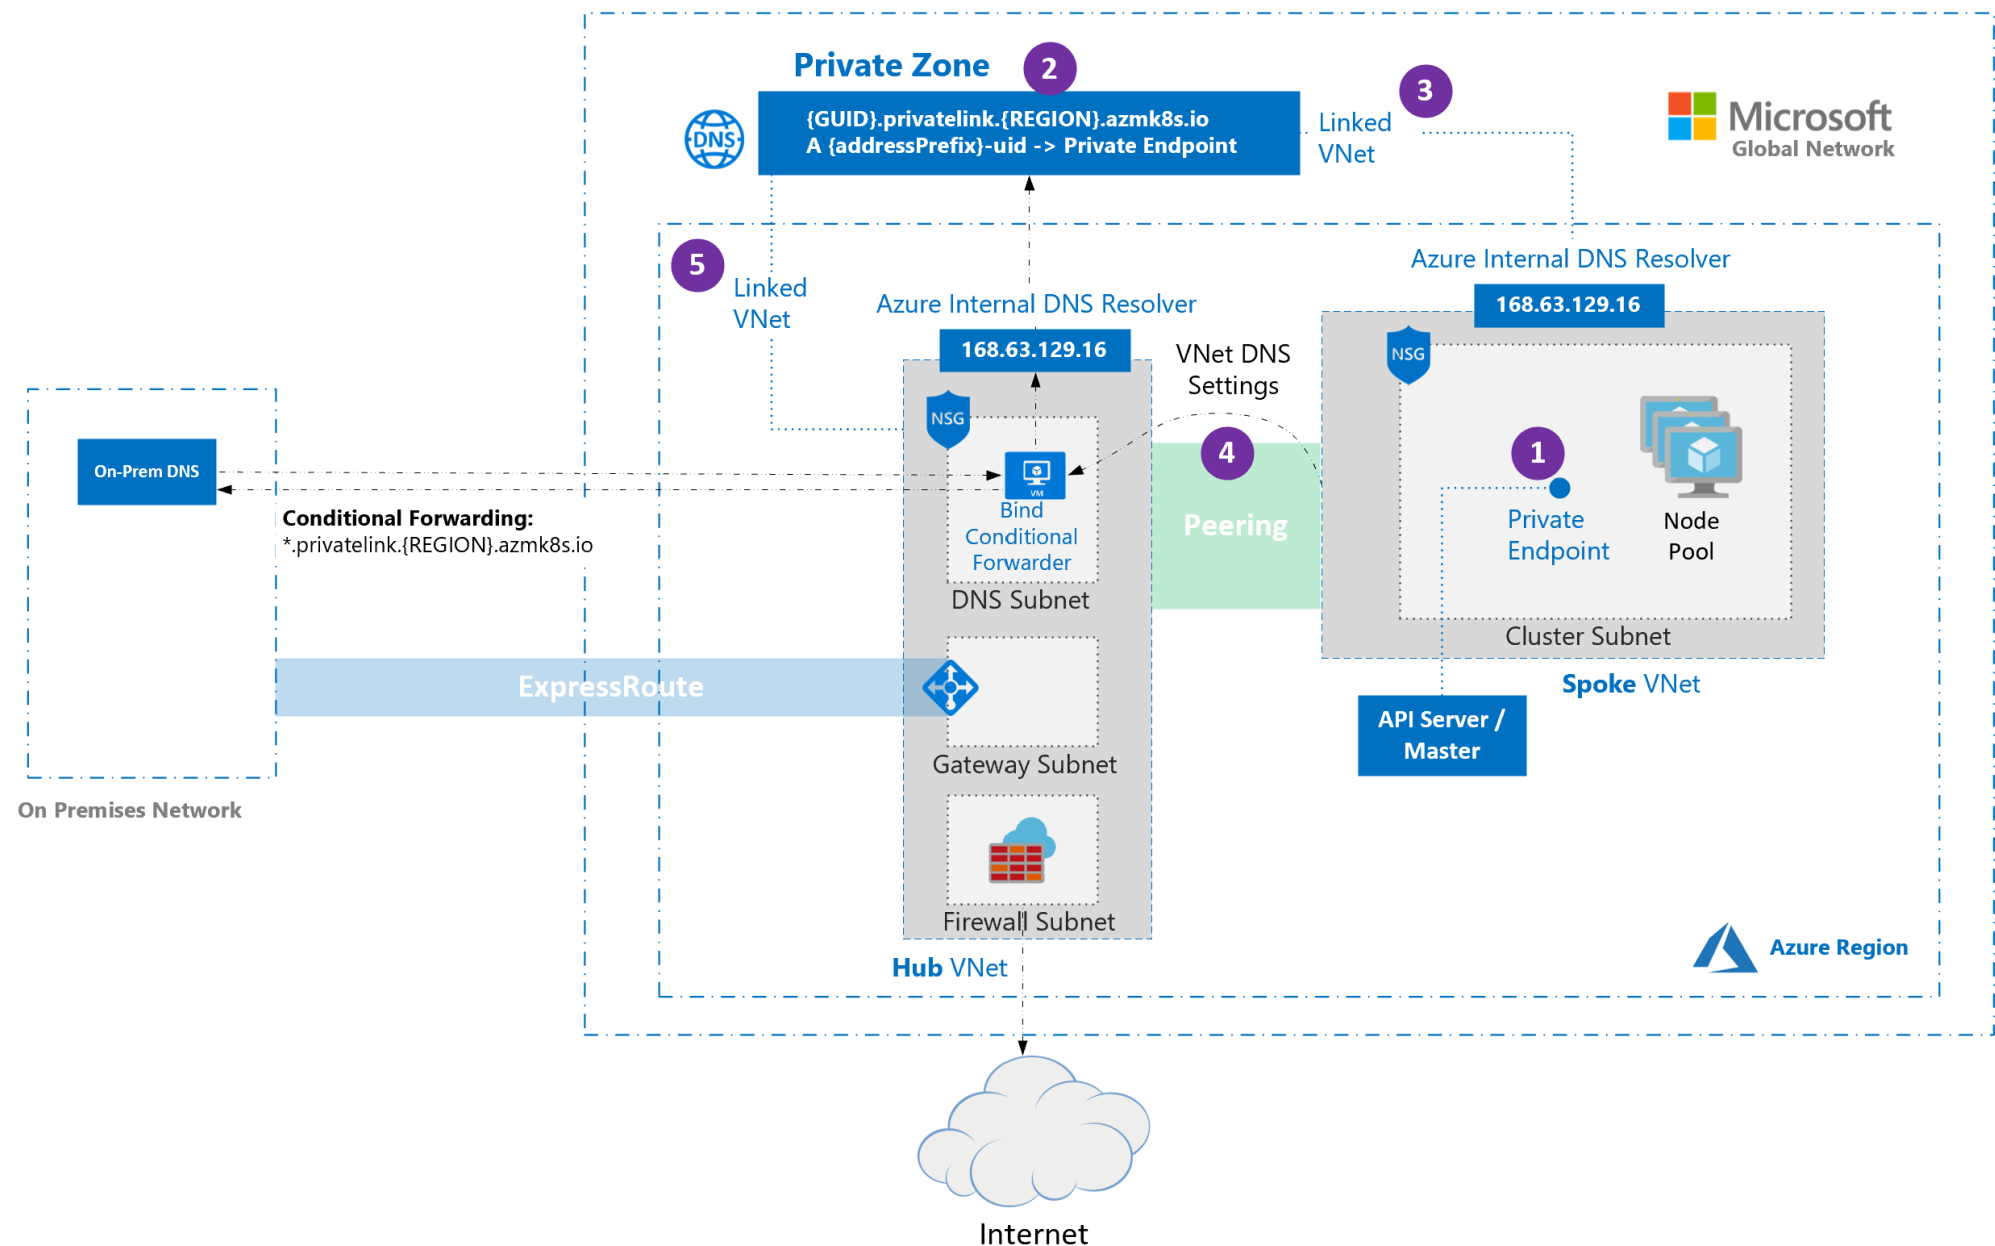 Private Zone
2
3
{GUID}.privatelink.{REGION}.azmk8s.io
A {addressPrefix}-uid -> Private Endpoint
DNS
Linked
VNet
Microsoft
Global Network
5
Linked
VNet
Azure Internal DNS Resolver
168.63.129.16
Azure Internal DNS Resolver
168.63.129.16
VNet DNS
Settings
NSG
NSG
4
1
On-Prem DNS
Conditional Forwarding:
*.privatelink.{REGION}.azmk8s.io
VM
Bind
Conditional
Forwarder
DNS Subnet
Peering
Private
Endpoint
Node
Pool
Cluster Subnet
Spoke VNet
ExpressRoute
API Server /
Master
Gateway Subnet
On Premises Network
Firewall Subnet
Hub VNet
Azure Region
Internet